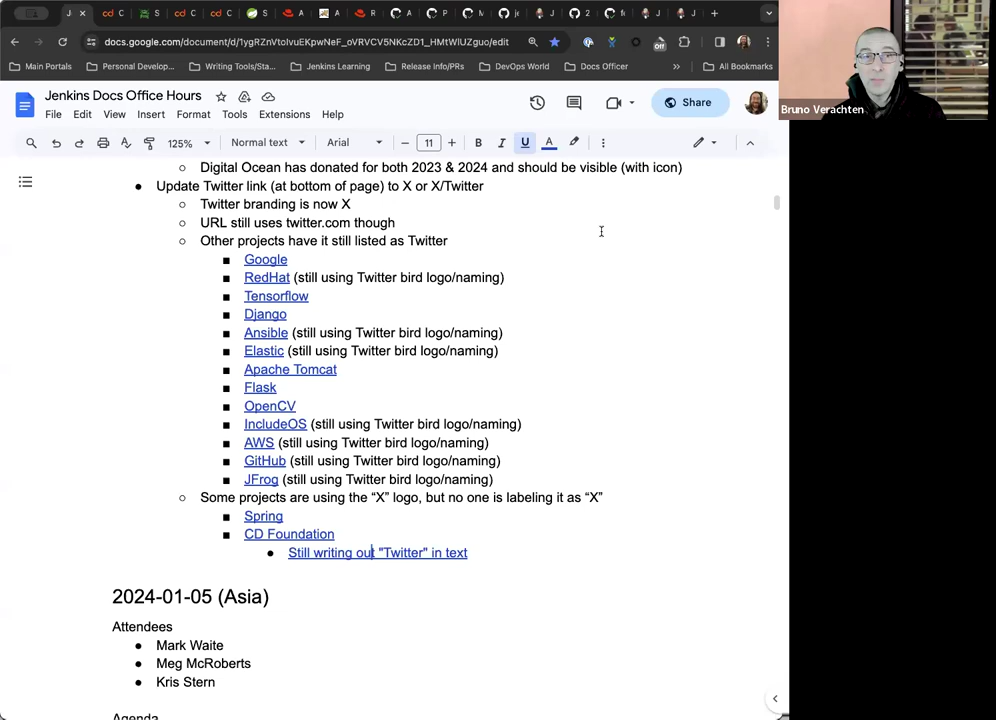 J
C
S
C
C
S
A
A
R
A
P
M
je
J
2
fe
J
J
docs.google.com/document/d/1ygRZnVtoIvuEKpwNeF_oVRVCV5NKcZD1_HMtWlUZguo/edit
Off
Main Portals
Personal Develop...
Writing Tools/Sta...
Jenkins Learning
Release Info/PRs
DevOps World
Docs Officer
»
All Bookmarks
Bruno Verachten
Jenkins Docs Office Hours
File Edit View Insert Format Tools Extensions Help
Share
125% Normal text Arial – 11 + B I U A
Digital Ocean has donated for both 2023 & 2024 and should be visible (with icon)
Update Twitter link (at bottom of page) to X or X/Twitter
Twitter branding is now X
URL still uses twitter.com though
Other projects have it still listed as Twitter
Google
RedHat (still using Twitter bird logo/naming)
Tensorflow
Django
Ansible (still using Twitter bird logo/naming)
Elastic (still using Twitter bird logo/naming)
Apache Tomcat
Flask
OpenCV
IncludeOS (still using Twitter bird logo/naming)
AWS (still using Twitter bird logo/naming)
GitHub (still using Twitter bird logo/naming)
JFrog (still using Twitter bird logo/naming)
Some projects are using the “X” logo, but no one is labeling it as “X”
Spring
CD Foundation
Still writing out "Twitter" in text
2024-01-05 (Asia)
Attendees
Mark Waite
Meg McRoberts
Kris Stern
Agenda